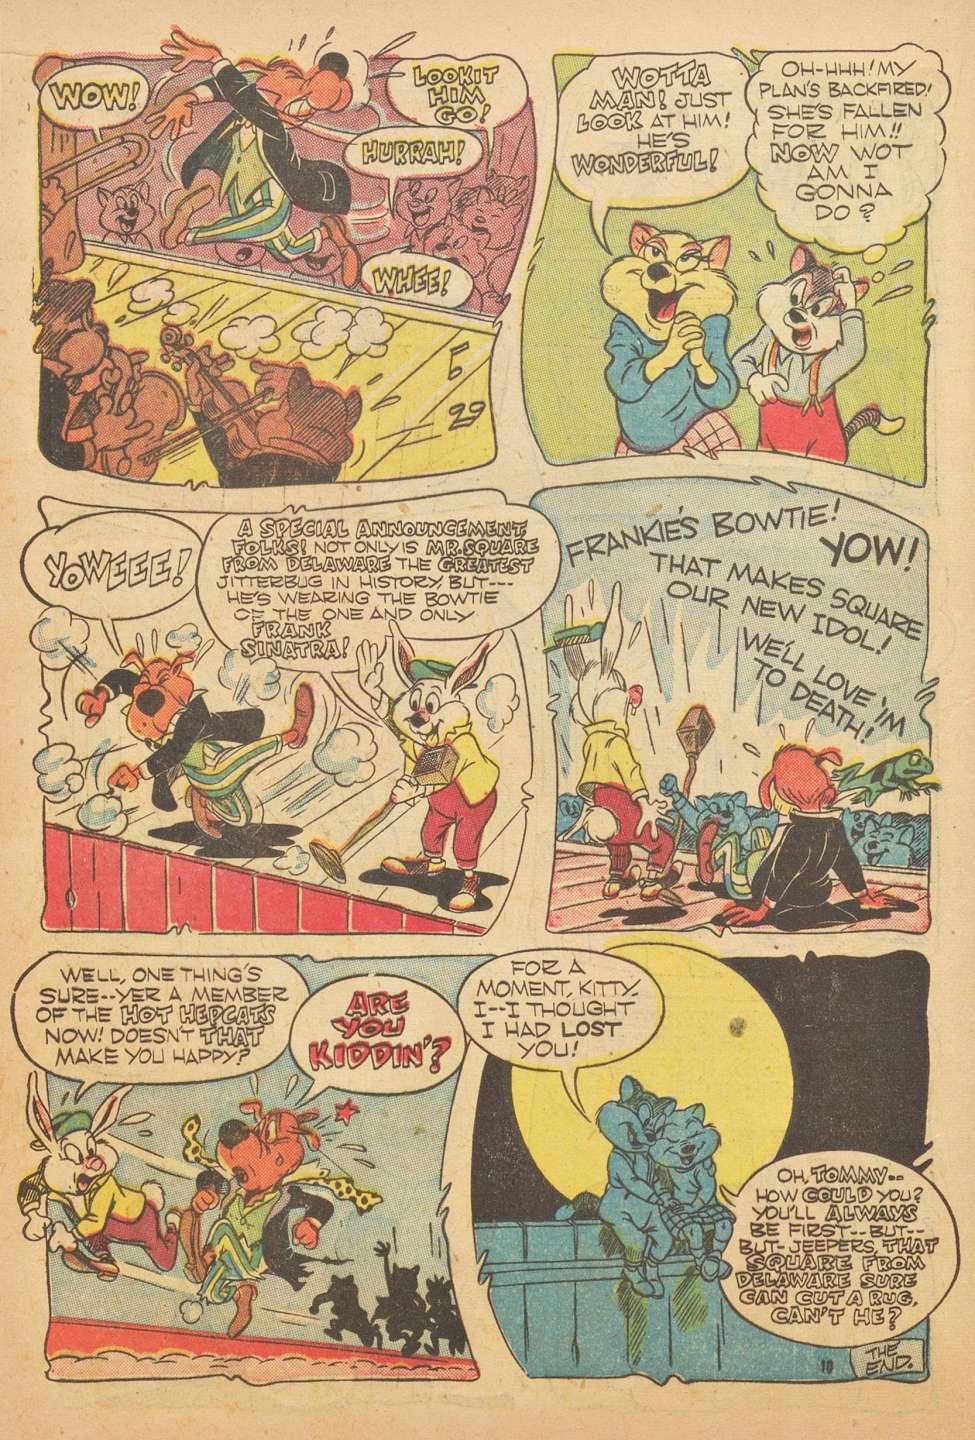 WOW!
LOOKIT
HIM
GO!
HURRAH!
WHEE!
WOTTA
MAN! JUST
LOOK AT HIM!
HE'S
WONDERFUL!
OH-HHH! MY
PLAN'S BACKFIRED!
SHE'S FALLEN
FOR HIM!!
NOW WOT
AM I
GONNA
DO?
YOWEEE!
A SPECIAL ANNOUNCEMENT,
FOLKS! NOT ONLY IS MR. SQUARE
FROM DELAWARE THE GREATEST
JITTERBUG IN HISTORY, BUT---
HE'S WEARING THE BOWTIE
OF THE ONE AND ONLY
FRANK
SINATRA!
FRANKIE'S BOWTIE!
YOW!
THAT MAKES SQUARE
OUR NEW IDOL!
WE'LL LOVE 'IM
TO DEATH!
WELL, ONE THING'S
SURE--YER A MEMBER
OF THE HOT HEPCATS
NOW! DOESN'T THAT
MAKE YOU HAPPY?
ARE
YOU
KIDDIN'?
FOR A
MOMENT, KITTY,
I--I THOUGHT
I HAD LOST
YOU!
OH, TOMMY--
HOW COULD YOU?
YOU'LL ALWAYS
BE FIRST--BUT--
BUT-JEEPERS, THAT
SQUARE FROM
DELAWARE SURE
CAN CUT A RUG,
CAN'T HE?
10
THE
END.